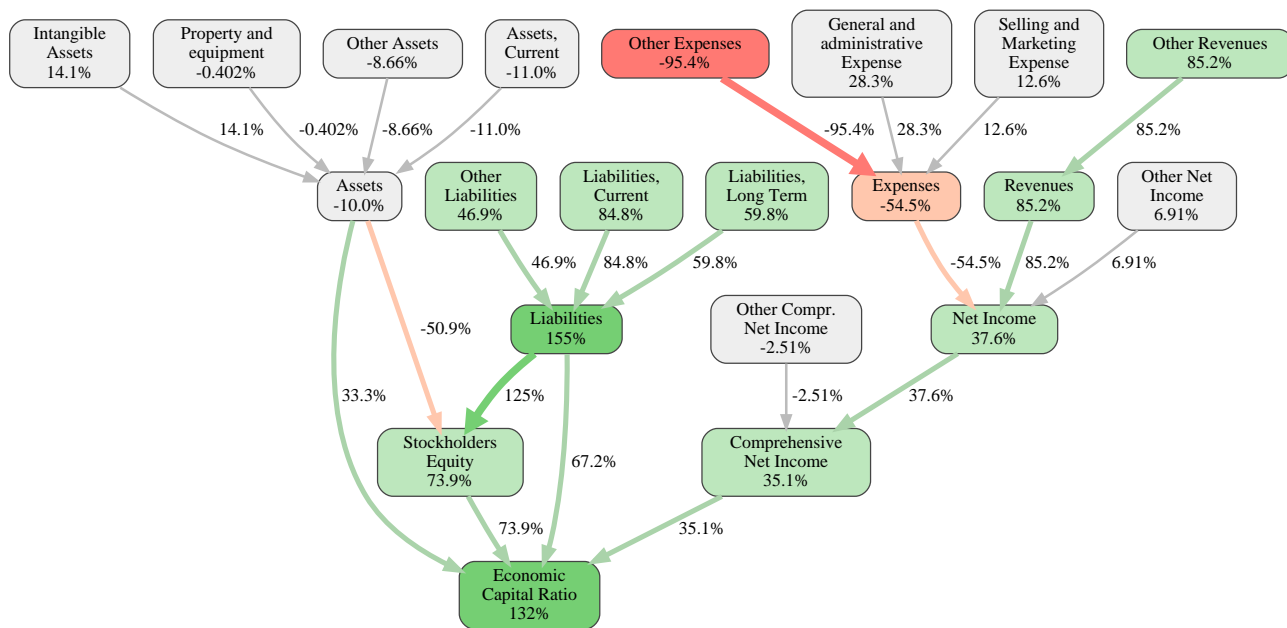 Intangible
Assets
14.1%
Property and
equipment
-0.402%
Other Assets
-8.66%
Assets,
Current
-11.0%
Other Expenses
-95.4%
General and
administrative
Expense
28.3%
Selling and
Marketing
Expense
12.6%
Other Revenues
85.2%
14.1%
-0.402%
-8.66%
-11.0%
-95.4%
28.3%
12.6%
85.2%
Assets
-10.0%
Other
Liabilities
46.9%
Liabilities,
Current
84.8%
Liabilities,
Long Term
59.8%
Expenses
-54.5%
Revenues
85.2%
Other Net
Income
6.91%
46.9%
84.8%
59.8%
-54.5%
85.2%
6.91%
-50.9%
Liabilities
155%
Other Compr.
Net Income
-2.51%
Net Income
37.6%
33.3%
125%
-2.51%
37.6%
Stockholders
Equity
73.9%
67.2%
Comprehensive
Net Income
35.1%
73.9%
35.1%
Economic
Capital Ratio
132%